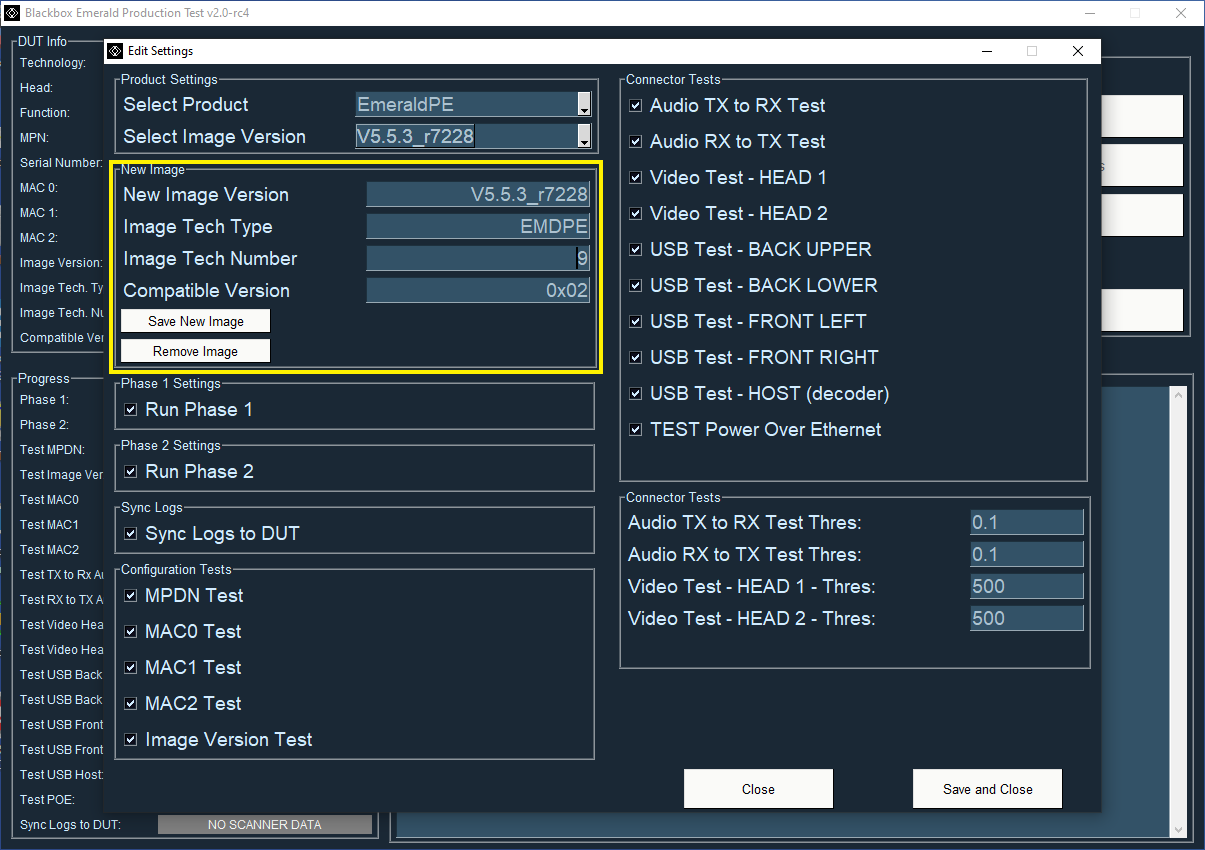 Blackbox Emerald Production Test v2.0-rc4
DUT Info
Technology:
Head:
Function:
MPN:
Serial Number:
MAC 0:
MAC 1:
MAC 2:
Image Version:
Image Tech. Ty
Image Tech. Nu
Compatible Ver
Progress
Phase 1:
Phase 2:
Test MPDN:
Test Image Ver
Test MAC0
Test MAC1
Test MAC2
Test TX to Rx Au
Test RX to TX A
Test Video Hea
Test Video Hea
Test USB Back
Test USB Back
Test USB Front
Test USB Front
Test USB Host:
Test POE:
Sync Logs to DUT:
NO SCANNER DATA
Edit Settings
Product Settings
Select Product
EmeraldPE
Select Image Version
V5.5.3_r7228
New Image
New Image Version
V5.5.3_r7228
Image Tech Type
EMDPE
Image Tech Number
9
Compatible Version
0x02
Save New Image
Remove Image
Phase 1 Settings
Run Phase 1
Phase 2 Settings
Run Phase 2
Sync Logs
Sync Logs to DUT
Configuration Tests
MPDN Test
MAC0 Test
MAC1 Test
MAC2 Test
Image Version Test
Connector Tests
Audio TX to RX Test
Audio RX to TX Test
Video Test - HEAD 1
Video Test - HEAD 2
USB Test - BACK UPPER
USB Test - BACK LOWER
USB Test - FRONT LEFT
USB Test - FRONT RIGHT
USB Test - HOST (decoder)
TEST Power Over Ethernet
Connector Tests
Audio TX to RX Test Thres:
0.1
Audio RX to TX Test Thres:
0.1
Video Test - HEAD 1 - Thres:
500
Video Test - HEAD 2 - Thres:
500
Close
Save and Close